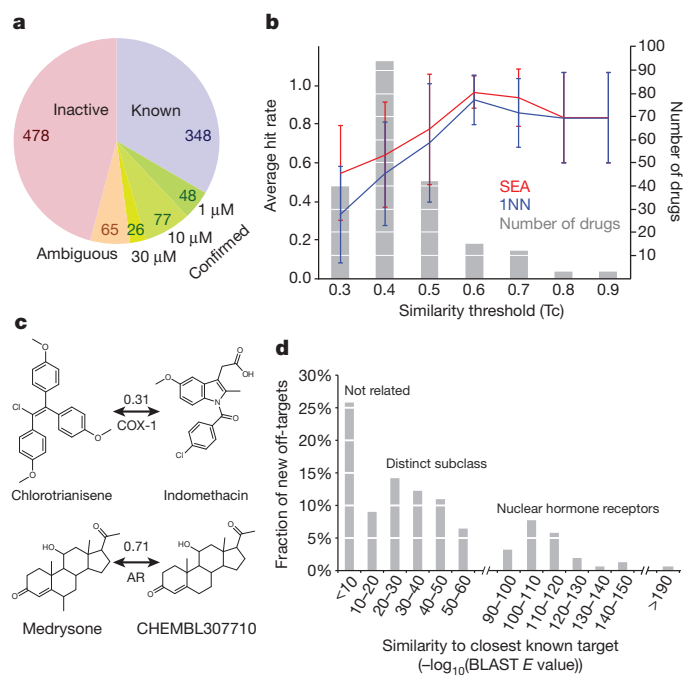 a
Inactive
478
Known
348
48
1 µM
77
10 µM
26
30 µM
65
Ambiguous
Confirmed
b
Average hit rate
1.0
0.8
0.6
0.4
0.2
0.0
100
90
80
70
60
50
40
30
20
10
Number of drugs
SEA
1NN
Number of drugs
0.3 0.4 0.5 0.6 0.7 0.8 0.9
Similarity threshold (Tc)
c
O
Cl
O
O
0.31
COX-1
O
O
OH
N
O
Cl
Chlorotrianisene
Indomethacin
O
HO
O
0.71
AR
O
HO
O
Medrysone
CHEMBL307710
d
Fraction of new off-targets
30%
25%
20%
15%
10%
5%
0%
Not related
Distinct subclass
Nuclear hormone receptors
<10
10–20
20–30
30–40
40–50
50–60
90–100
100–110
110–120
120–130
130–140
140–150
>190
Similarity to closest known target
(–log10(BLAST E value))